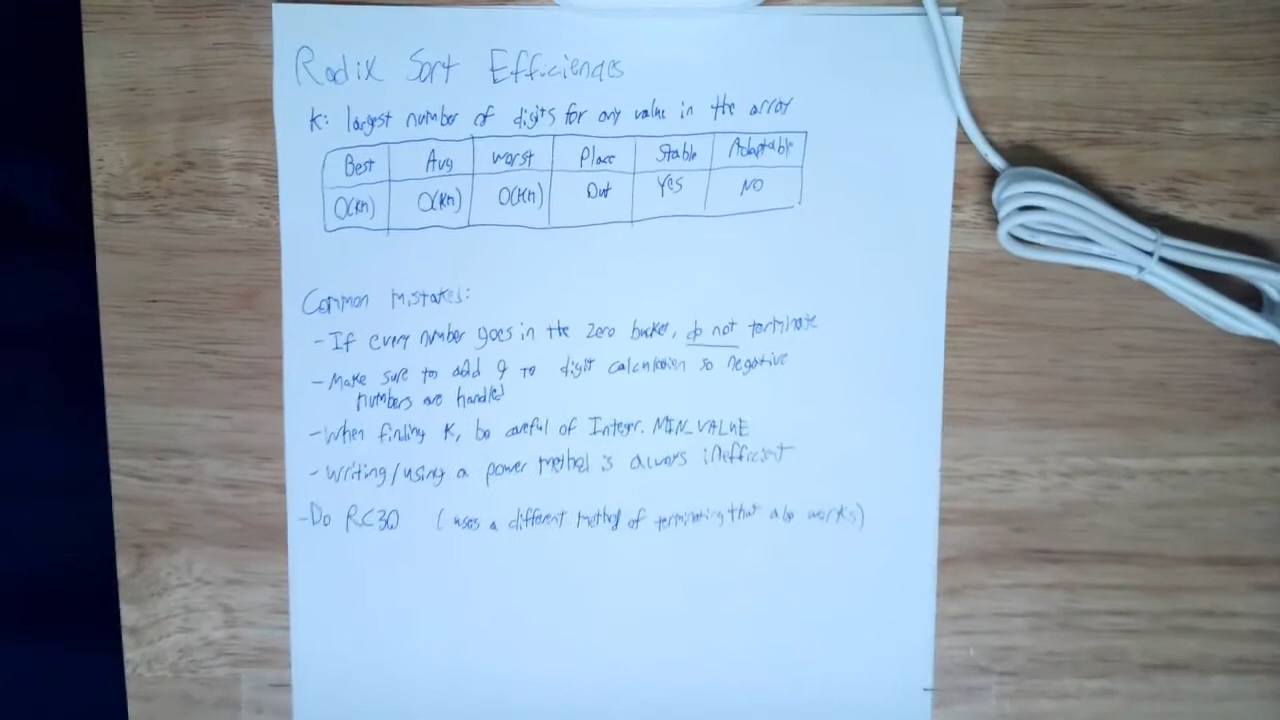 Radix Sort Efficiencies
K: largest number of digits for any value in the array
Best Avg Worst Place Stable Adaptable
O(kn) O(kn) O(kn) Out Yes NO
Common Mistakes:
- If every number goes in the zero bucket, do not terminate
- Make sure to add 9 to digit calculation so negative
numbers are handled
- When finding K, be careful of Integer.MIN_VALUE
- Writing/using a power method is always inefficient
- Do RC30 (uses a different method of terminating that also works)